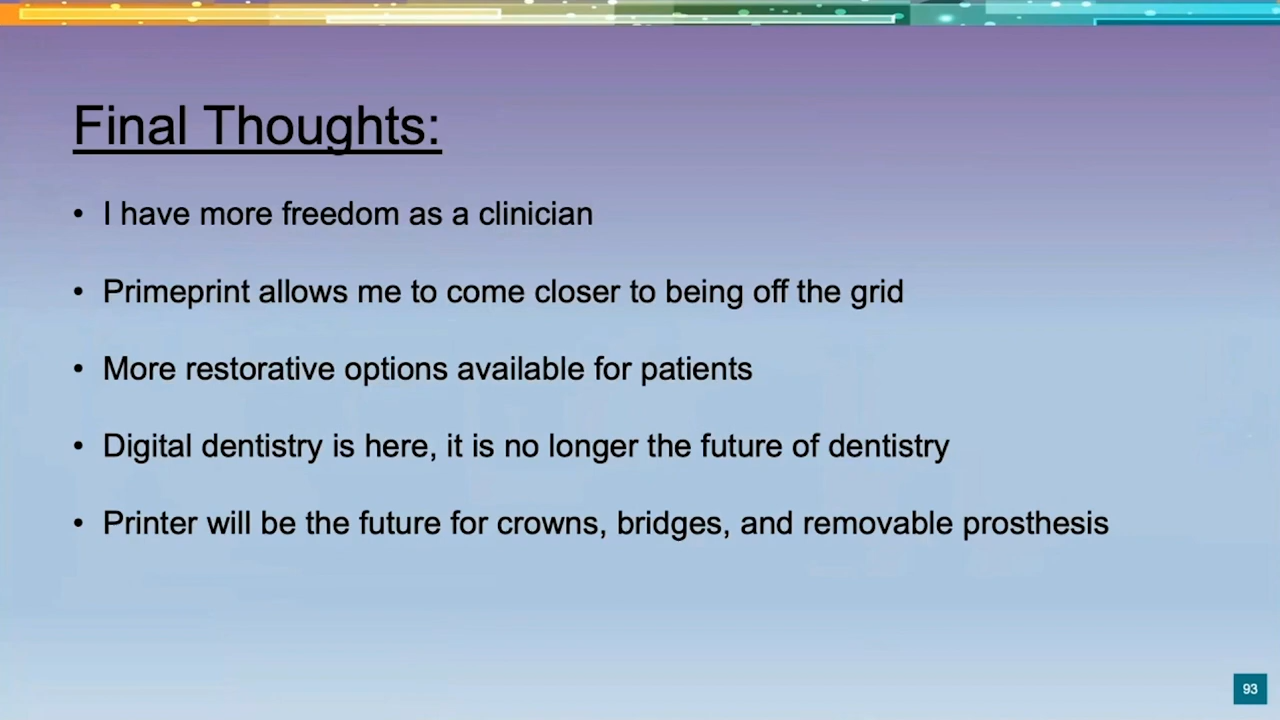 Final Thoughts:
• I have more freedom as a clinician
• Primeprint allows me to come closer to being off the grid
• More restorative options available for patients
• Digital dentistry is here, it is no longer the future of dentistry
• Printer will be the future for crowns, bridges, and removable prosthesis
93